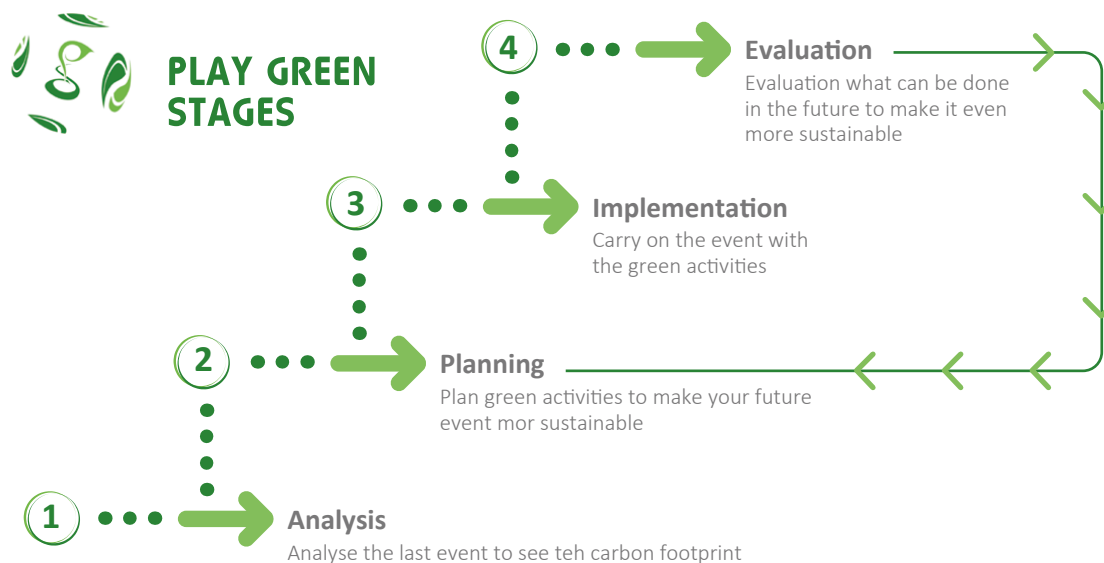 PLAY GREEN
STAGES
4
Evaluation
Evaluation what can be done
in the future to make it even
more sustainable
3
Implementation
Carry on the event with
the green activities
2
Planning
Plan green activities to make your future
event mor sustainable
1
Analysis
Analyse the last event to see teh carbon footprint